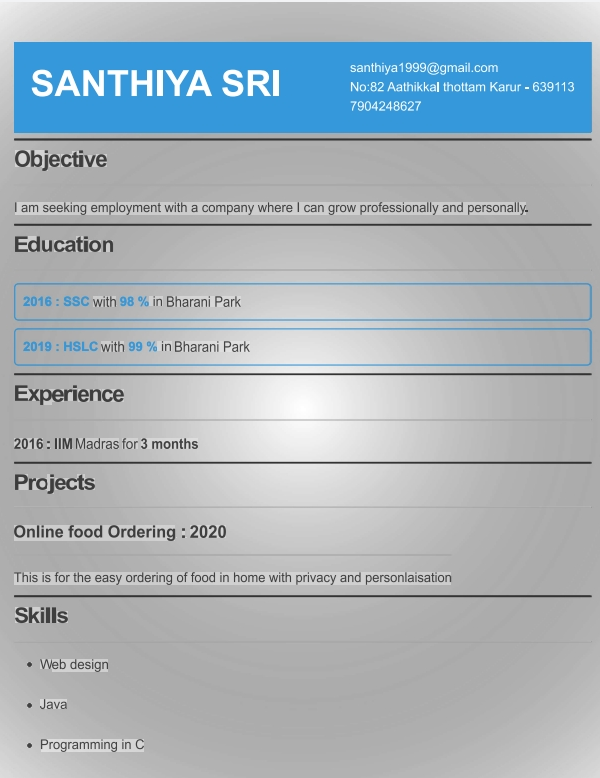 SANTHIYA SRI
santhiya1999@gmail.com
No:82 Aathikkal thottam Karur - 639113
7904248627
Objective
I am seeking employment with a company where I can grow professionally and personally.
Education
2016 : SSC with 98 % in Bharani Park
2019 : HSLC with 99 % in Bharani Park
Experience
2016 : IIM Madras for 3 months
Projects
Online food Ordering : 2020
This is for the easy ordering of food in home with privacy and personlaisation
Skills
• Web design
• Java
• Programming in C